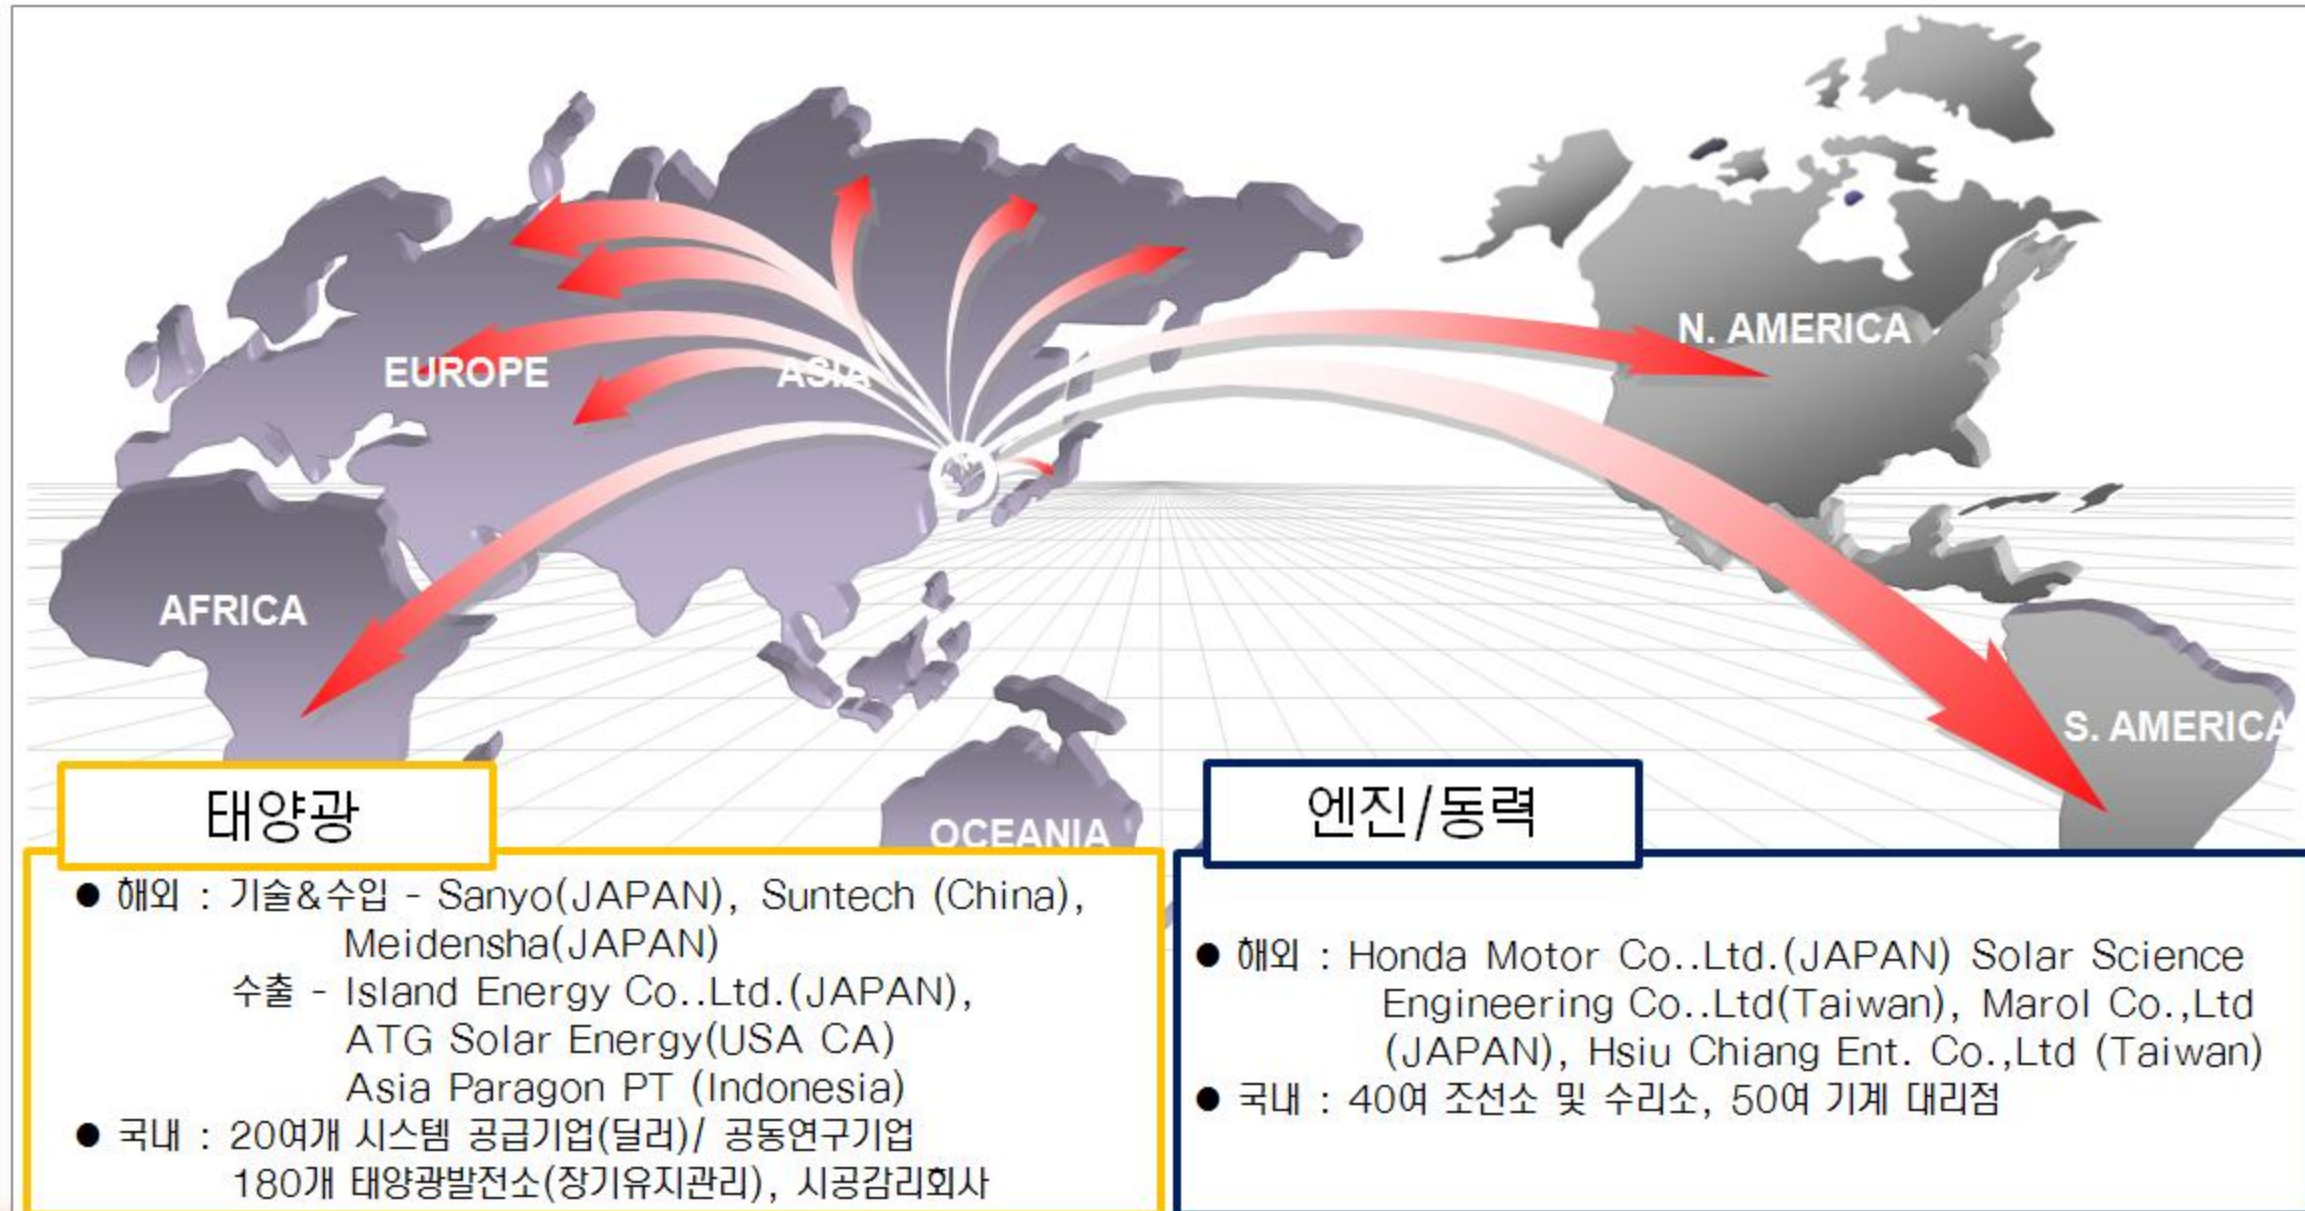 N. AMERICA
EUROPE
ASIA
AFRICA
S. AMERICA
OCEANIA
태양광
● 해외 : 기술&수입 - Sanyo(JAPAN), Suntech (China),
Meidensha(JAPAN)
수출 - Island Energy Co..Ltd.(JAPAN),
ATG Solar Energy(USA CA)
Asia Paragon PT (Indonesia)
● 국내 : 20여개 시스템 공급기업(딜러)/ 공동연구기업
180개 태양광발전소(장기유지관리), 시공감리회사
엔진/동력
● 해외 : Honda Motor Co..Ltd.(JAPAN) Solar Science
Engineering Co..Ltd(Taiwan), Marol Co.,Ltd
(JAPAN), Hsiu Chiang Ent. Co.,Ltd (Taiwan)
● 국내 : 40여 조선소 및 수리소, 50여 기계 대리점